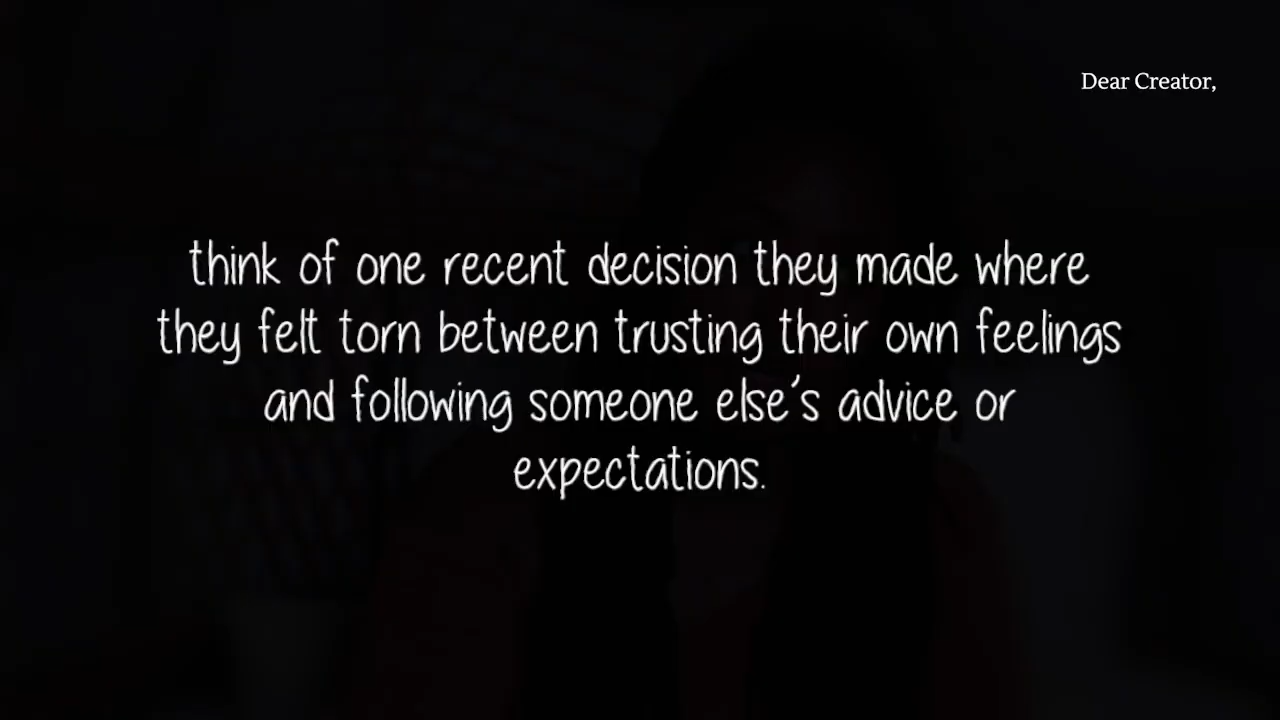 Dear Creator,
think of one recent decision they made where
they felt torn between trusting their own feelings
and following someone else's advice or
expectations.